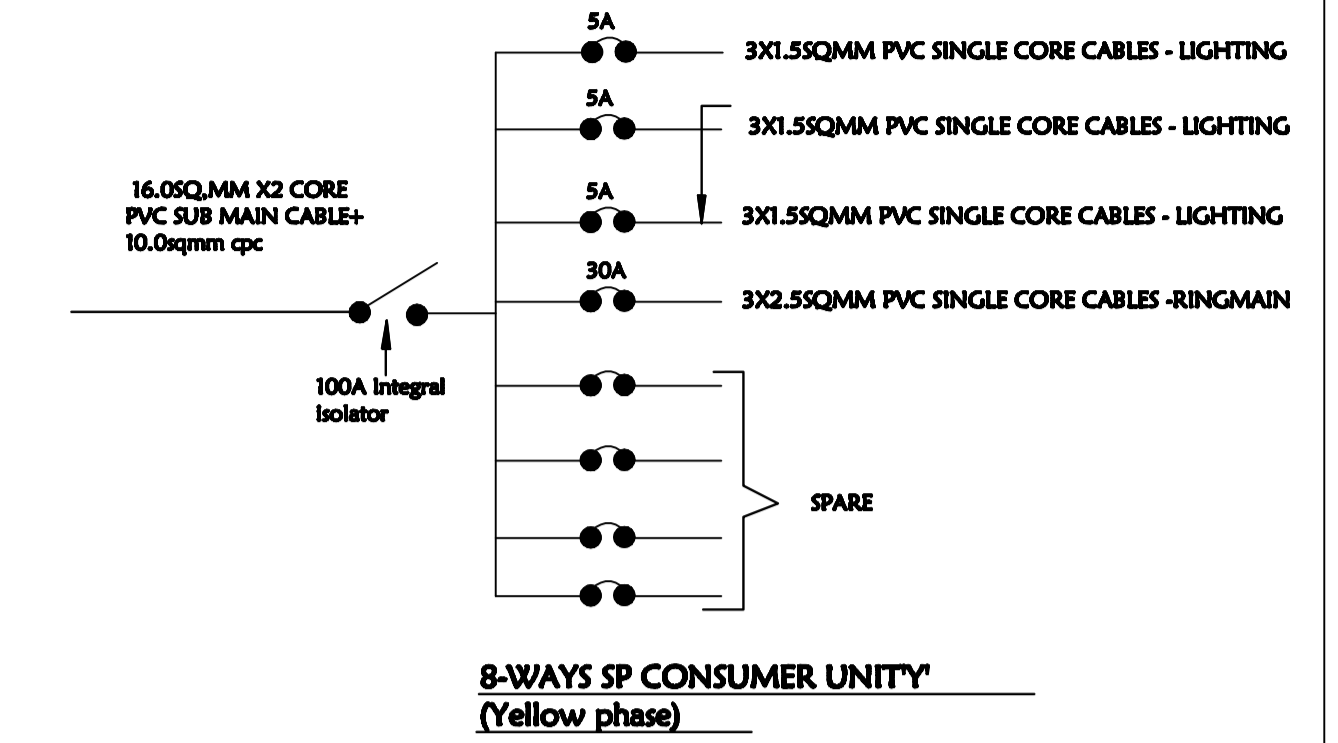 5A
3X1.5SQMM PVC SINGLE CORE CABLES - LIGHTING
5A
3X1.5SQMM PVC SINGLE CORE CABLES - LIGHTING
16.0SQ,MM X2 CORE
PVC SUB MAIN CABLE+
10.0sqmm cpc
5A
3X1.5SQMM PVC SINGLE CORE CABLES - LIGHTING
30A
3X2.5SQMM PVC SINGLE CORE CABLES -RINGMAIN
100A integral
isolator
SPARE
8-WAYS SP CONSUMER UNIT'Y'
(Yellow phase)